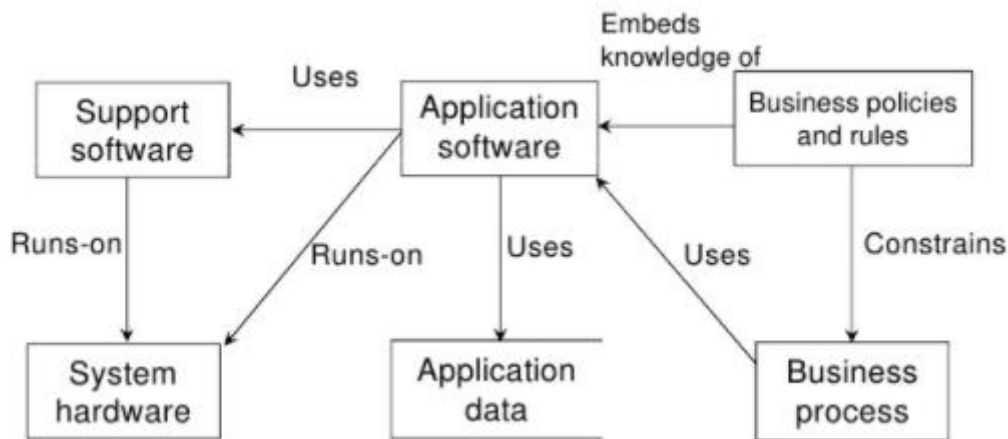 Embeds
knowledge of
Uses
Support
software
Application
software
Business policies
and rules
Runs-on
Runs-on
Uses
Uses
Constrains
System
hardware
Application
data
Business
process